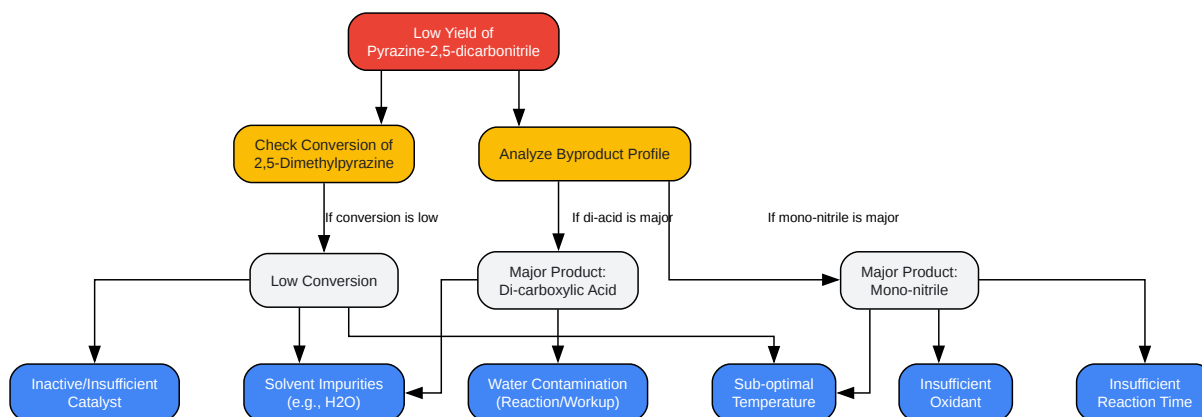 Low Yield of
Pyrazine-2,5-dicarbonitrile
Check Conversion of
2,5-Dimethylpyrazine
Analyze Byproduct Profile
If conversion is low
If di-acid is major
If mono-nitrile is major
Low Conversion
Major Product:
Di-carboxylic Acid
Major Product:
Mono-nitrile
Inactive/Insufficient
Catalyst
Solvent Impurities
(e.g., H2O)
Water Contamination
(Reaction/Workup)
Sub-optimal
Temperature
Insufficient
Oxidant
Insufficient
Reaction Time